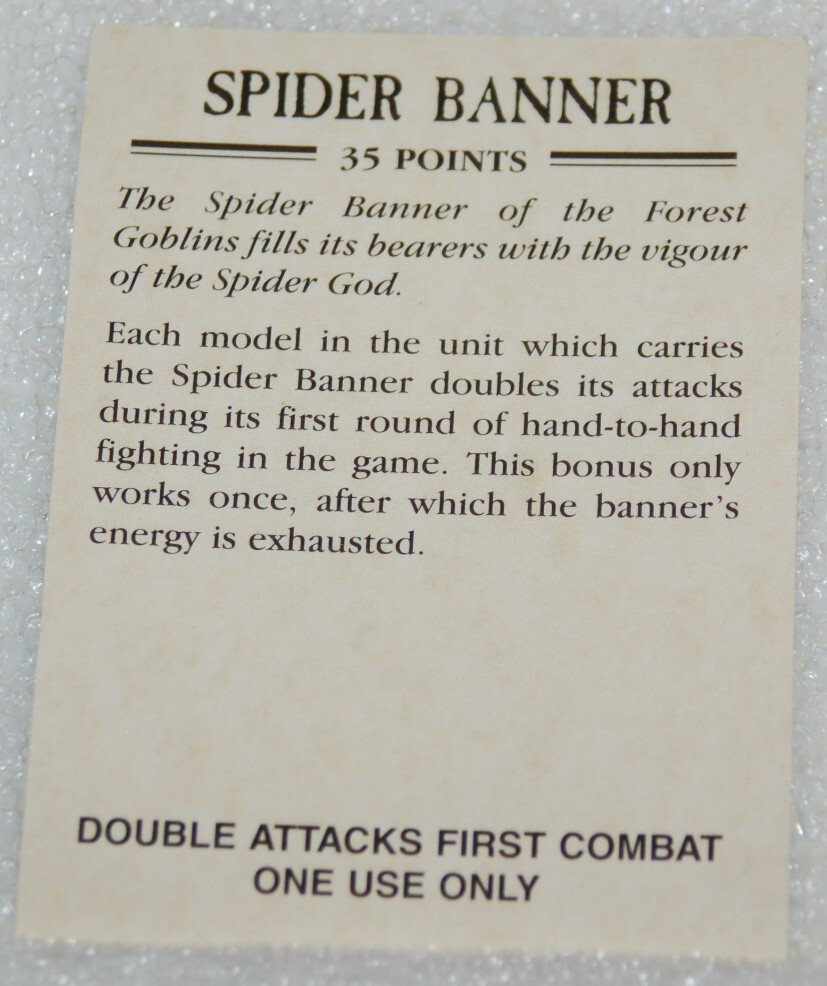 SPIDER BANNER
35 POINTS
The Spider Banner of the Forest
Goblins fills its bearers with the vigour
of the Spider God.
Each model in the unit which carries
the Spider Banner doubles its attacks
during its first round of hand-to-hand
fighting in the game. This bonus only
works once, after which the banner's
energy is exhausted.
DOUBLE ATTACKS FIRST COMBAT
ONE USE ONLY